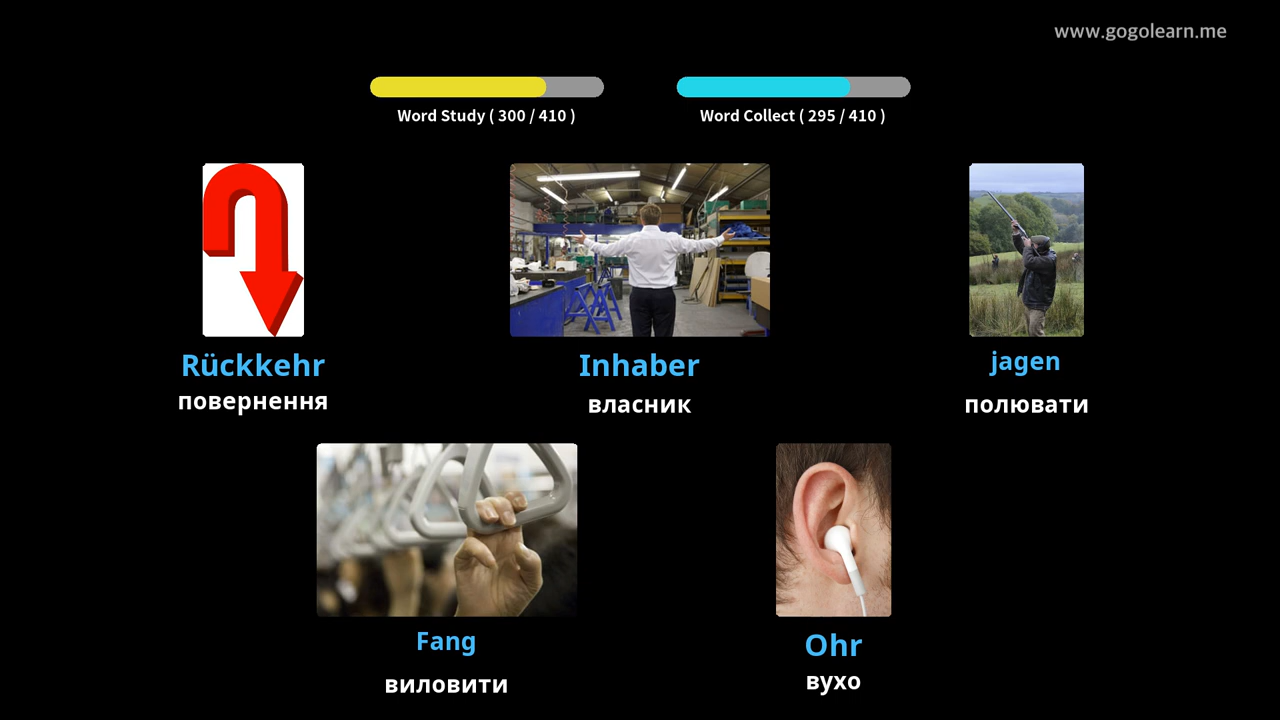 www.gogolearn.me
Word Study ( 300 / 410 )
Word Collect ( 295 / 410 )
Rückkehr
повернення
Inhaber
власник
jagen
полювати
Fang
виловити
Ohr
вухо